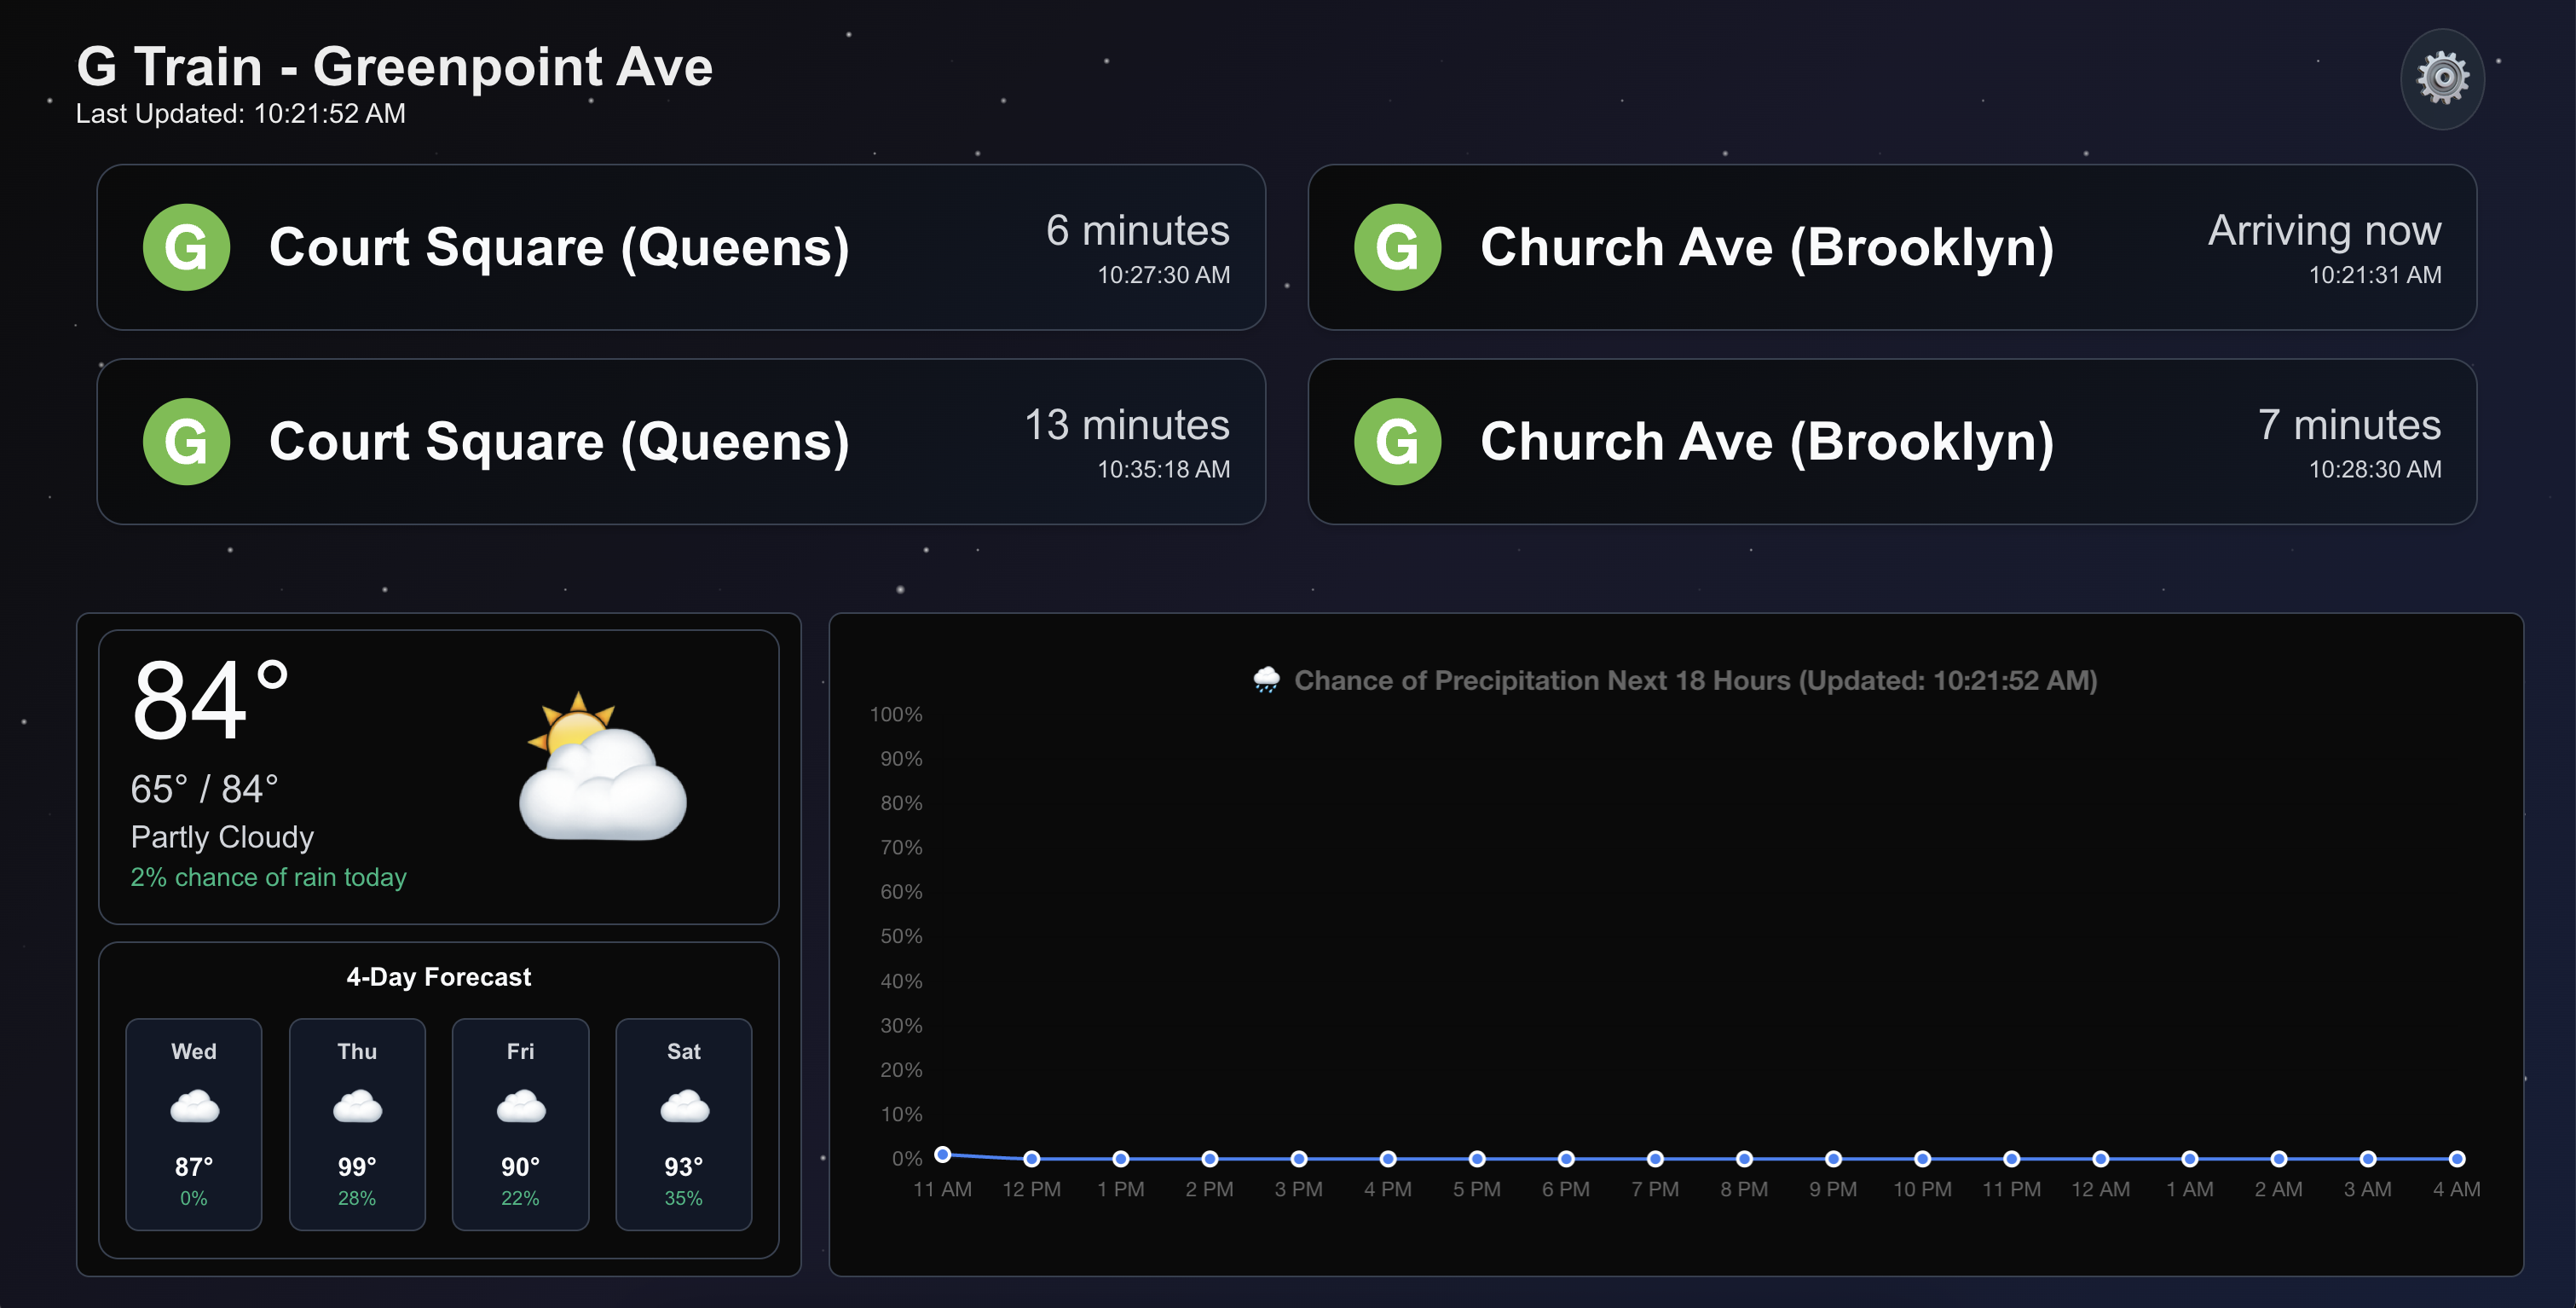 G Train - Greenpoint Ave
Last Updated: 10:21:52 AM
G Court Square (Queens) 6 minutes
10:27:30 AM
G Church Ave (Brooklyn) Arriving now
10:21:31 AM
G Court Square (Queens) 13 minutes
10:35:18 AM
G Church Ave (Brooklyn) 7 minutes
10:28:30 AM
84°
65° / 84°
Partly Cloudy
2% chance of rain today
4-Day Forecast
Wed Thu Fri Sat
87° 99° 90° 93°
0% 28% 22% 35%
Chance of Precipitation Next 18 Hours (Updated: 10:21:52 AM)
100%
90%
80%
70%
60%
50%
40%
30%
20%
10%
0%
11 AM 12 PM 1 PM 2 PM 3 PM 4 PM 5 PM 6 PM 7 PM 8 PM 9 PM 10 PM 11 PM 12 AM 1 AM 2 AM 3 AM 4 AM